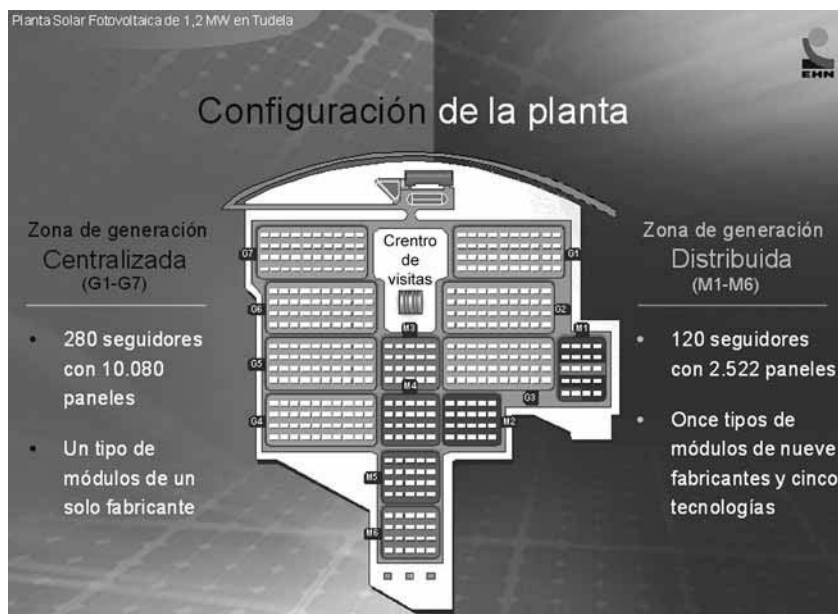 Planta Solar Fotovoltaica de 1,2 MW en Tudela
EHN
Configuración de la planta
Zona de generación
Centralizada
(G1-G7)
• 280 seguidores
con 10.080
paneles
• Un tipo de
módulos de un
solo fabricante
Crentro
de
visitas
G7
G1
G6
G2
M3
M1
G5
M4
G3
G4
M2
M5
M6
Zona de generación
Distribuida
(M1-M6)
• 120 seguidores
con 2.522 paneles
• Once tipos de
módulos de nueve
fabricantes y cinco
tecnologías